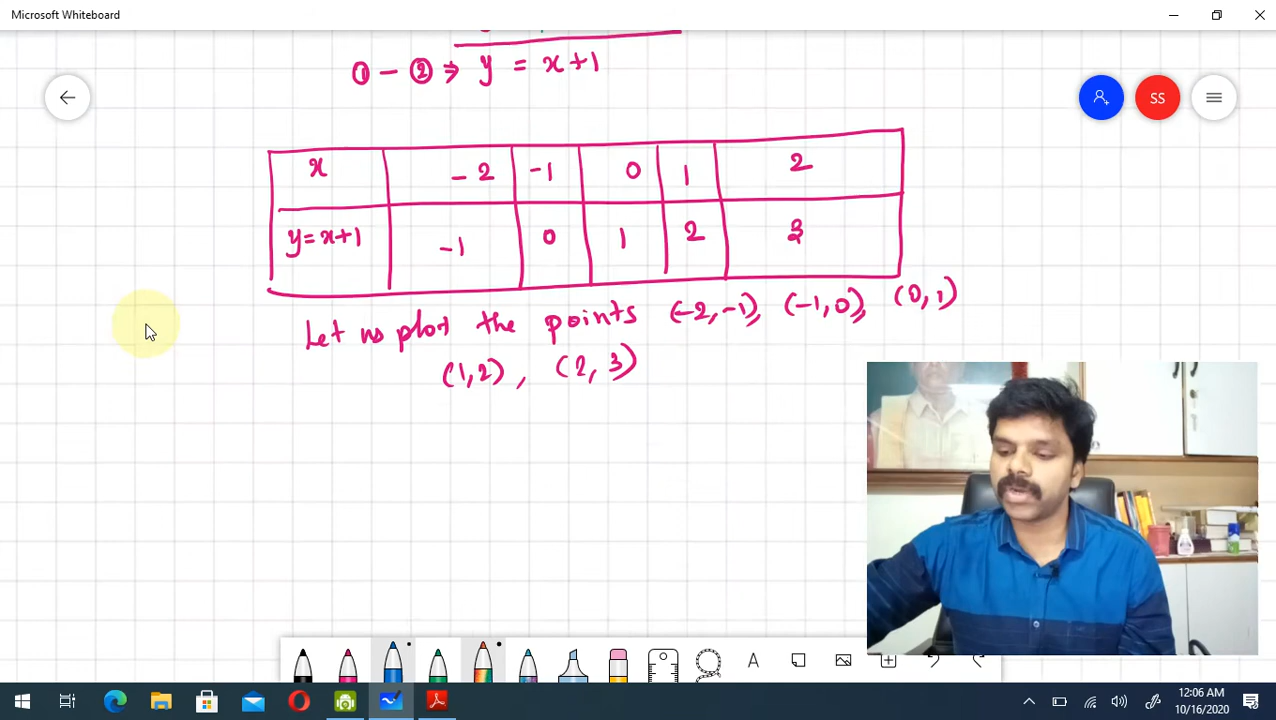 Microsoft Whiteboard
① - ② ⇒ y = x+1
SS
x -2 -1 0 1 2
y=x+1 -1 0 1 2 3
Let us plot the points (-2,-1), (-1,0), (0,1)
(1,2), (2,3)
A
12:06 AM
10/16/2020